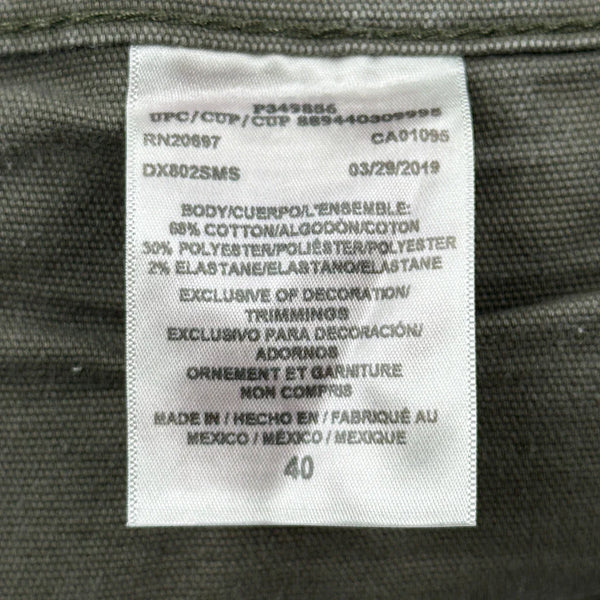 P349886
UPC/CUP/CUP 889440309995
RN20697 CA01095
DX802SMS 03/29/2019
BODY/CUERPO/L'ENSEMBLE:
68% COTTON/ALGODÓN/COTON
30% POLYESTER/POLIÉSTER/POLYESTER
2% ELASTANE/ELASTANO/ELASTANE
EXCLUSIVE OF DECORATION/
TRIMMINGS
EXCLUSIVO PARA DECORACIÓN/
ADORNOS
ORNEMENT ET GARNITURE
NON COMPRIS
MADE IN / HECHO EN / FABRIQUÉ AU
MEXICO / MÉXICO / MEXIQUE
40